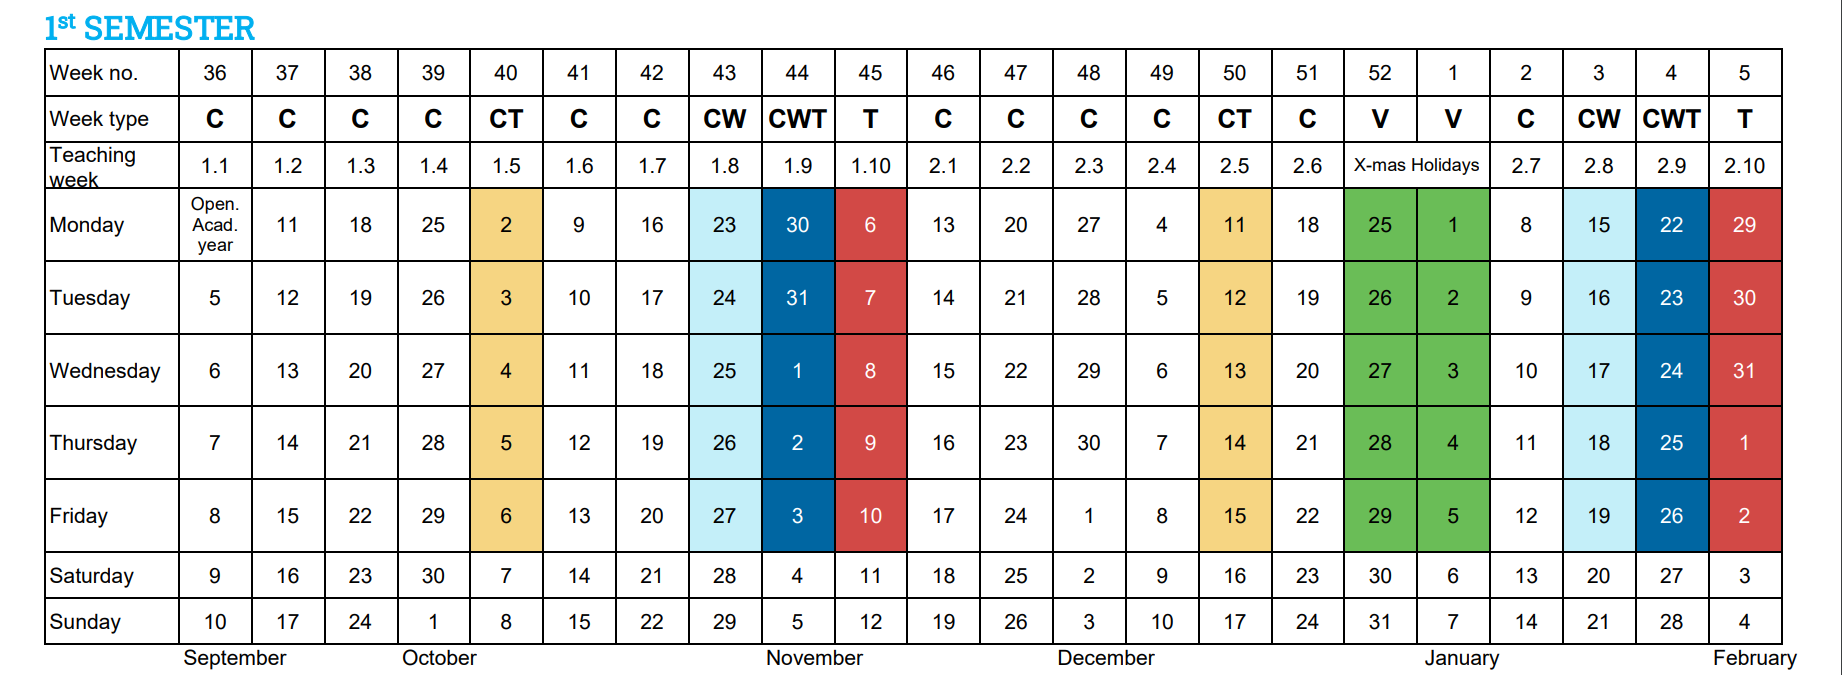 1st SEMESTER
Week no. 36 37 38 39 40 41 42 43 44 45 46 47 48 49 50 51 52 1 2 3 4 5
Week type C C C C CT C C CW CWT T C C C C CT C V V C CW CWT T
Teaching week 1.1 1.2 1.3 1.4 1.5 1.6 1.7 1.8 1.9 1.10 2.1 2.2 2.3 2.4 2.5 2.6 X-mas Holidays 2.7 2.8 2.9 2.10
Monday Open. Acad. year 11 18 25 2 9 16 23 30 6 13 20 27 4 11 18 25 1 8 15 22 29
Tuesday 5 12 19 26 3 10 17 24 31 7 14 21 28 5 12 19 26 2 9 16 23 30
Wednesday 6 13 20 27 4 11 18 25 1 8 15 22 29 6 13 20 27 3 10 17 24 31
Thursday 7 14 21 28 5 12 19 26 2 9 16 23 30 7 14 21 28 4 11 18 25 1
Friday 8 15 22 29 6 13 20 27 3 10 17 24 1 8 15 22 29 5 12 19 26 2
Saturday 9 16 23 30 7 14 21 28 4 11 18 25 2 9 16 23 30 6 13 20 27 3
Sunday 10 17 24 1 8 15 22 29 5 12 19 26 3 10 17 24 31 7 14 21 28 4
September October November December January February